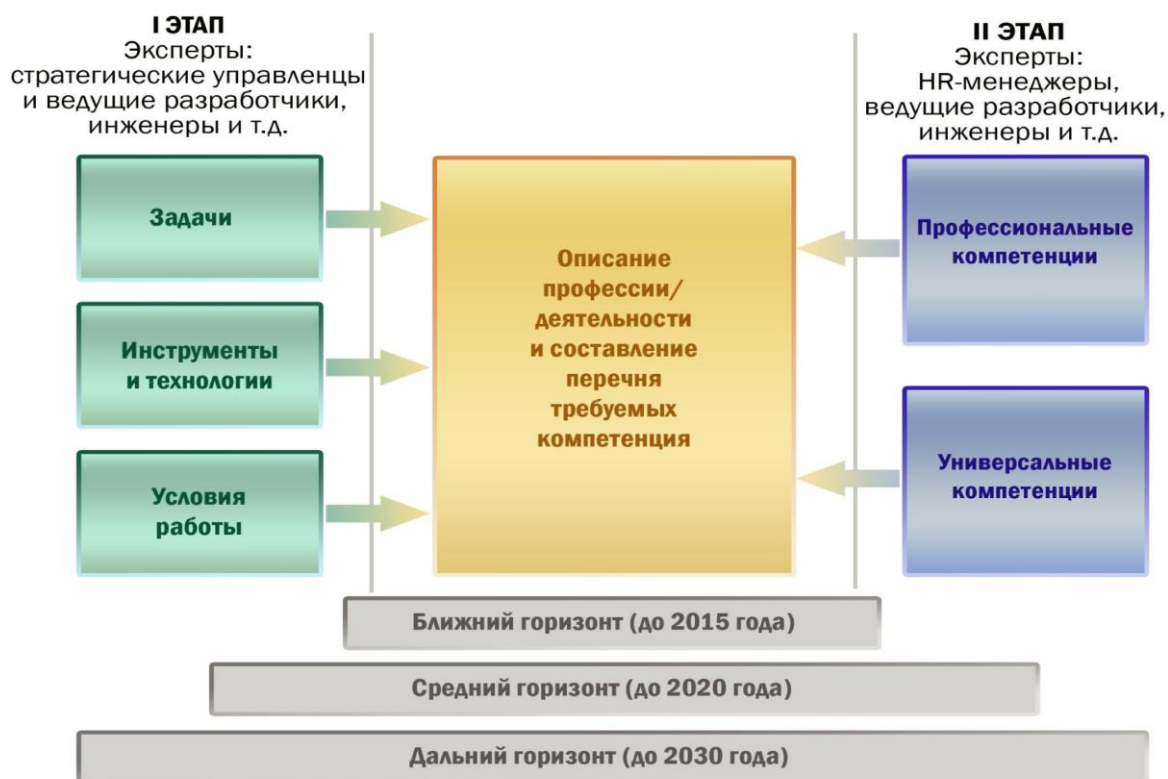 I ЭТАП
Эксперты:
стратегические управленцы
и ведущие разработчики,
инженеры и т.д.
Задачи
Инструменты
и технологии
Условия
работы
Описание
профессии/
деятельности
и составление
перечня
требуемых
компетенция
II ЭТАП
Эксперты:
HR-менеджеры,
ведущие разработчики,
инженеры и т.д.
Профессиональные
компетенции
Универсальные
компетенции
Ближний горизонт (до 2015 года)
Средний горизонт (до 2020 года)
Дальний горизонт (до 2030 года)